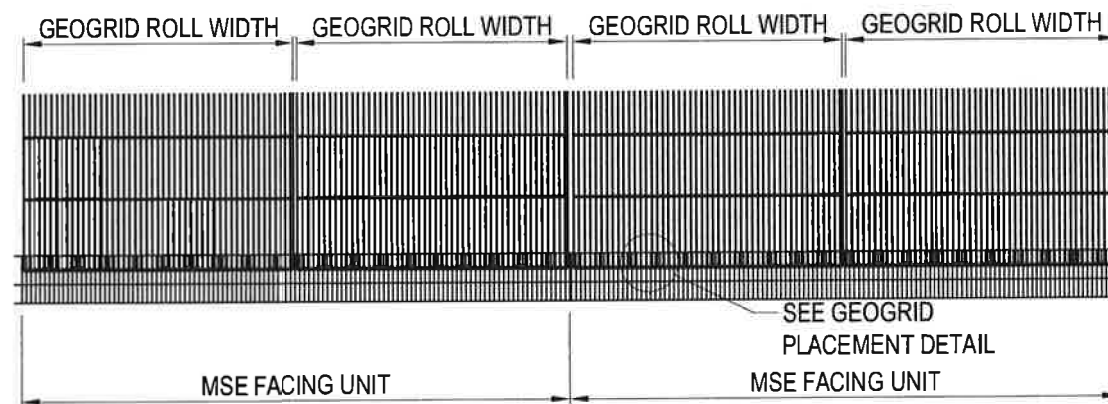 GEOGRID ROLL WIDTH GEOGRID ROLL WIDTH GEOGRID ROLL WIDTH GEOGRID ROLL WIDTH
SEE GEOGRID
PLACEMENT DETAIL
MSE FACING UNIT MSE FACING UNIT